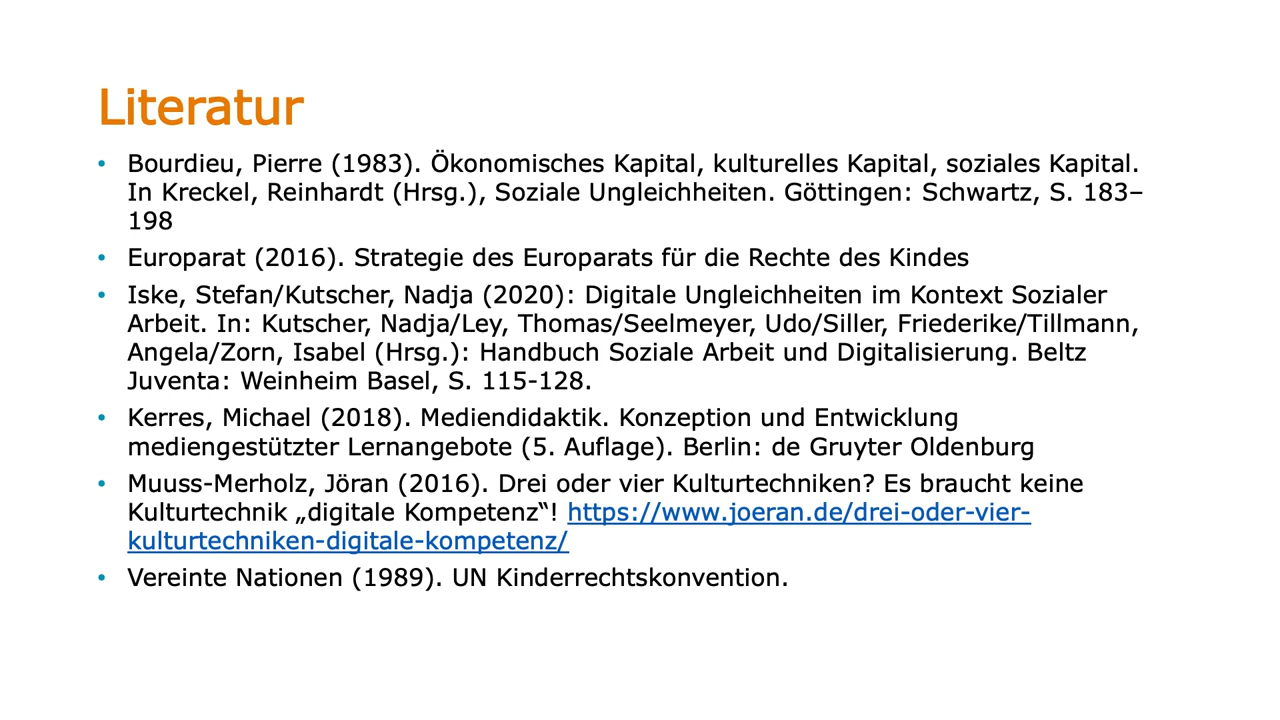 Literatur
• Bourdieu, Pierre (1983). Ökonomisches Kapital, kulturelles Kapital, soziales Kapital.
In Kreckel, Reinhardt (Hrsg.), Soziale Ungleichheiten. Göttingen: Schwartz, S. 183–
198
• Europarat (2016). Strategie des Europarats für die Rechte des Kindes
• Iske, Stefan/Kutscher, Nadja (2020): Digitale Ungleichheiten im Kontext Sozialer
Arbeit. In: Kutscher, Nadja/Ley, Thomas/Seelmeyer, Udo/Siller, Friederike/Tillmann,
Angela/Zorn, Isabel (Hrsg.): Handbuch Soziale Arbeit und Digitalisierung. Beltz
Juventa: Weinheim Basel, S. 115-128.
• Kerres, Michael (2018). Mediendidaktik. Konzeption und Entwicklung
mediengestützter Lernangebote (5. Auflage). Berlin: de Gruyter Oldenburg
• Muuss-Merholz, Jöran (2016). Drei oder vier Kulturtechniken? Es braucht keine
Kulturtechnik „digitale Kompetenz“! https://www.joeran.de/drei-oder-vier-
kulturtechniken-digitale-kompetenz/
• Vereinte Nationen (1989). UN Kinderrechtskonvention.